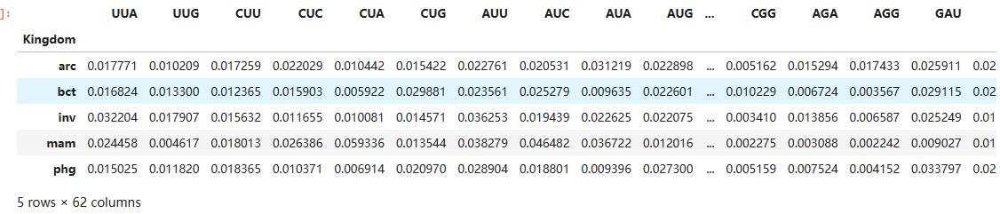 ]:
UUA UUG CUU CUC CUA CUG AUU AUC AUA AUG ... CGG AGA AGG GAU
Kingdom
arc 0.017771 0.010209 0.017259 0.022029 0.010442 0.015422 0.022761 0.020531 0.031219 0.022898 ... 0.005162 0.015294 0.017433 0.025911 0.02
bct 0.016824 0.013300 0.012365 0.015903 0.005922 0.029881 0.023561 0.025279 0.009635 0.022601 ... 0.010229 0.006724 0.003567 0.029115 0.02
inv 0.032204 0.017907 0.015632 0.011655 0.010081 0.014571 0.036253 0.019439 0.022625 0.022075 ... 0.003410 0.013856 0.006587 0.025249 0.01
mam 0.024458 0.004617 0.018013 0.026386 0.059336 0.013544 0.038279 0.046482 0.036722 0.012016 ... 0.002275 0.003088 0.002242 0.009027 0.01
phg 0.015025 0.011820 0.018365 0.010371 0.006914 0.020970 0.028904 0.018801 0.009396 0.027300 ... 0.005159 0.007524 0.004152 0.033797 0.02
5 rows × 62 columns